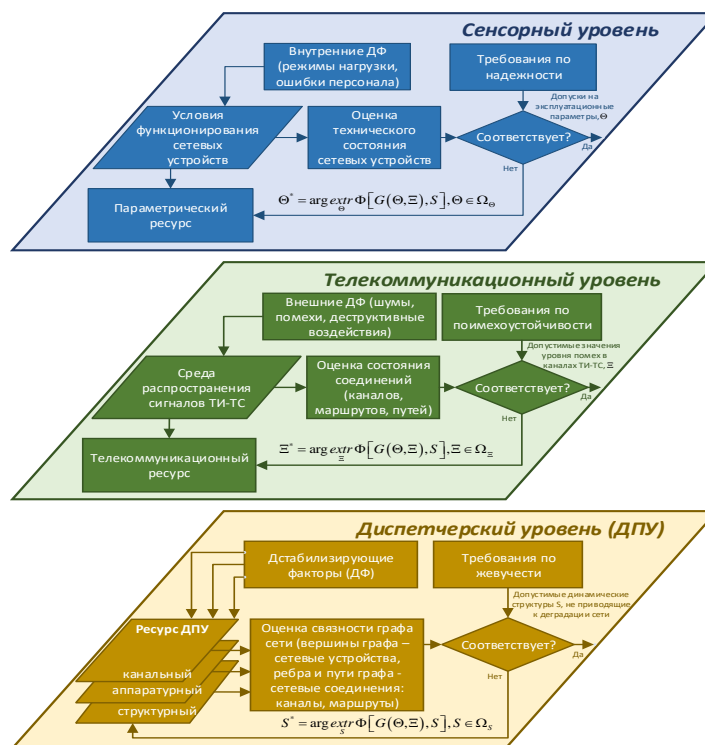 Сенсорный уровень
Внутренние ДФ
(режимы нагрузки,
ошибки персонала)
Требования по
надежности
Допуски на
эксплуатационные
параметры, Θ
Условия
функционирования
сетевых
устройств
Оценка
технического
состояния
сетевых устройств
Соответствует?
Да
Нет
Параметрический
ресурс
Θ* = arg extr Φ[G(Θ,Ξ),S], Θ ∈ Ω_Θ
Θ
Телекоммуникационный уровень
Внешние ДФ (шумы,
помехи, деструктивные
воздействия)
Требования по
поимехоустойчивости
Допустимые значения
уровня помех в
каналах ТИ-ТС, Ξ
Среда
распространения
сигналов ТИ-ТС
Оценка состояния
соединений
(каналов,
маршрутов, путей)
Соответствует?
Да
Нет
Телекоммуникационный
ресурс
Ξ* = arg extr Φ[G(Θ,Ξ),S], Ξ ∈ Ω_Ξ
Ξ
Диспетчерский уровень (ДПУ)
Дстабилизирующие
факторы (ДФ)
Требования по
жевучести
Допустимые динамические
структуры S, не приводящие
к деградации сети
Ресурс ДПУ
канальный
аппаратурный
структурный
Оценка связности графа
сети (вершины графа –
сетевые устройства,
ребра и пути графа -
сетевые соединения:
каналы, маршруты)
Соответствует?
Да
Нет
S* = arg extr Φ[G(Θ,Ξ),S], S ∈ Ω_S
S